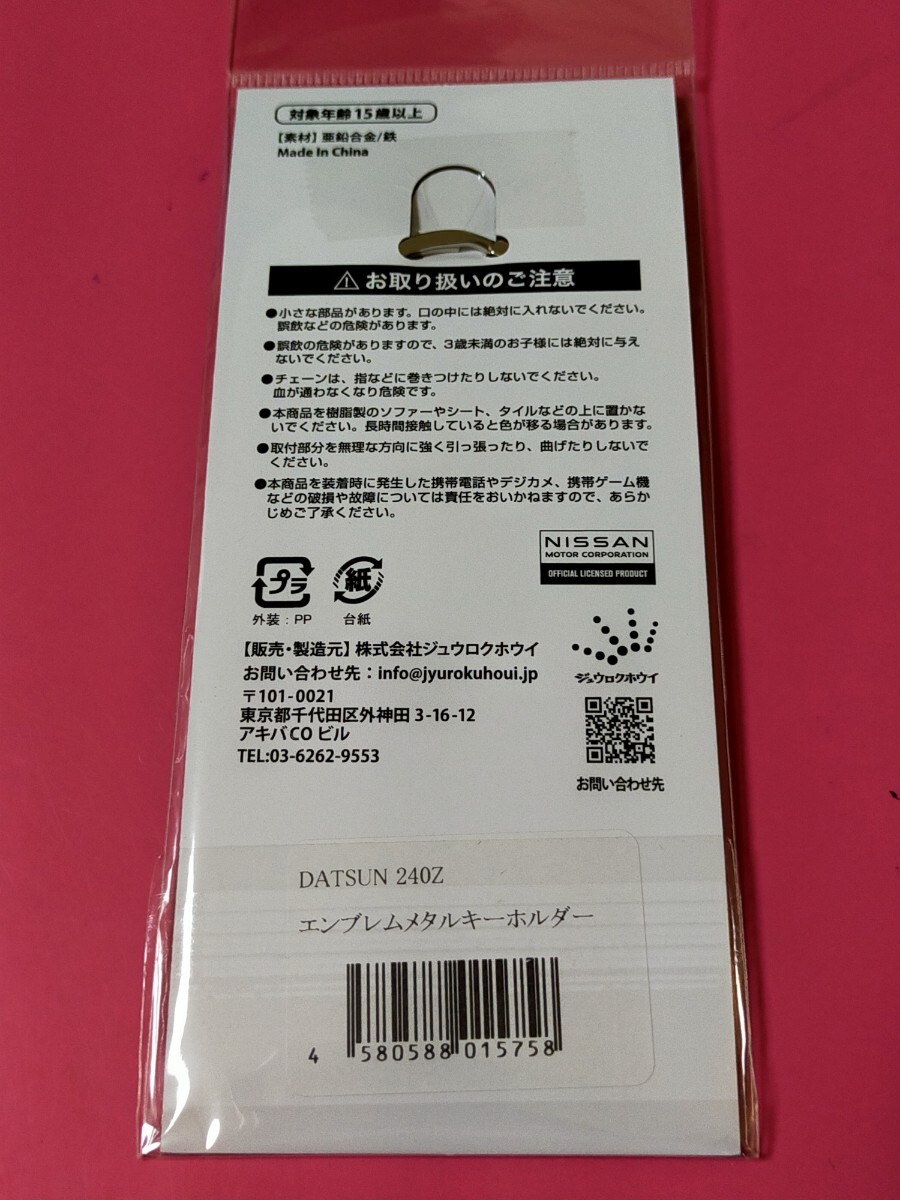 対象年齢15歳以上
【素材】亜鉛合金/鉄
Made In China
⚠お取り扱いのご注意
●小さな部品があります。口の中には絶対に入れないでください。
誤飲などの危険があります。
●誤飲の危険がありますので、3歳未満のお子様には絶対に与え
ないでください。
●チェーンは、指などに巻きつけたりしないでください。
血が通わなくなり危険です。
●本商品を樹脂製のソファーやシート、タイルなどの上に置かな
いでください。長時間接触していると色が移る場合があります。
●取付部分を無理な方向に強く引っ張ったり、曲げたりしないで
ください。
●本商品を装着時に発生した携帯電話やデジカメ、携帯ゲーム機
などの破損や故障については責任をおいかねますので、あらか
じめご了承ください。
NISSAN
MOTOR CORPORATION
OFFICIAL LICENSED PRODUCT
プラ
紙
外装:PP
台紙
【販売・製造元】株式会社ジュウロクホウイ
お問い合わせ先:info@jyurokuhoui.jp
〒101-0021
東京都千代田区外神田3-16-12
アキバCOビル
TEL:03-6262-9553
ジュウロクホウイ
お問い合わせ先
DATSUN 240Z
エンブレムメタルキーホルダー
4 580588 015758